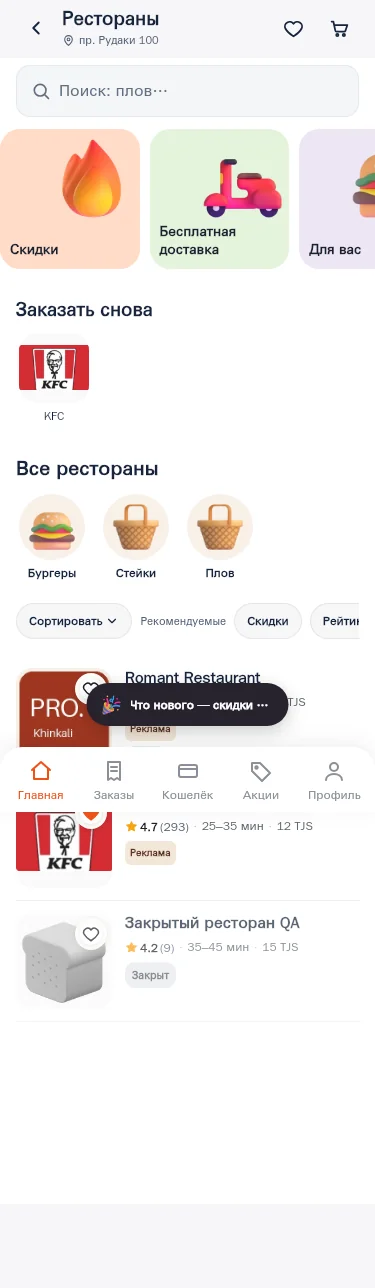 Рестораны
пр. Рудаки 100
Поиск: плов···
Скидки
Бесплатная
доставка
Для вас
Заказать снова
KFC
KFC
Все рестораны
Бургеры
Стейки
Плов
Сортировать
Рекомендуемые
Скидки
Рейтин
Romant Restaurant
PRO.
Khinkali
TJS
Что нового — скидки ···
Реклама
Главная
Заказы
Кошелёк
Акции
Профиль
KFC
4.7 (293) · 25–35 мин · 12 TJS
Реклама
Закрытый ресторан QA
4.2 (9) · 35–45 мин · 15 TJS
Закрыт